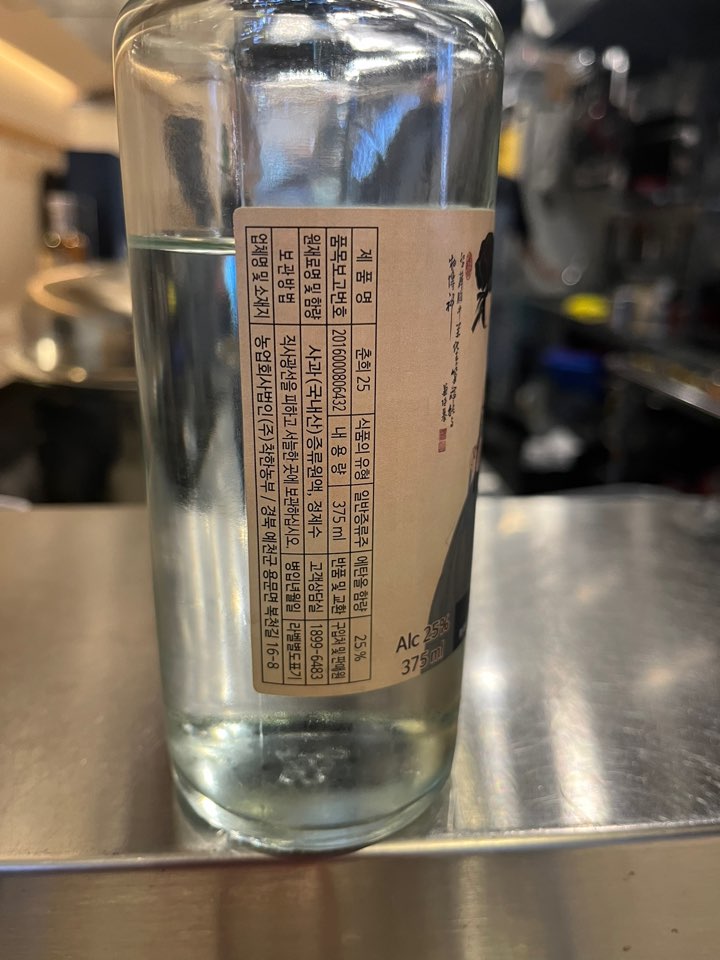 제 품 명 춘희 25 식품의 유형 일반증류주 에탄올함량 25%
품목보고번호 2016000806432 내 용 량 375 ml 반품 및 교환 구입처 및 판매원
원재료명 및 함량 사과(국내산)증류원액, 정제수 고객상담실 1899-6483
보관방법 직사광선을 피하고 서늘한 곳에 보관하십시오. 병입년월일 라벨별도표기
업체명 및 소재지 농업회사법인 (주)착한농부 / 경북 예천군 용문면 복천길 16-8
Alc 25%
375 ml